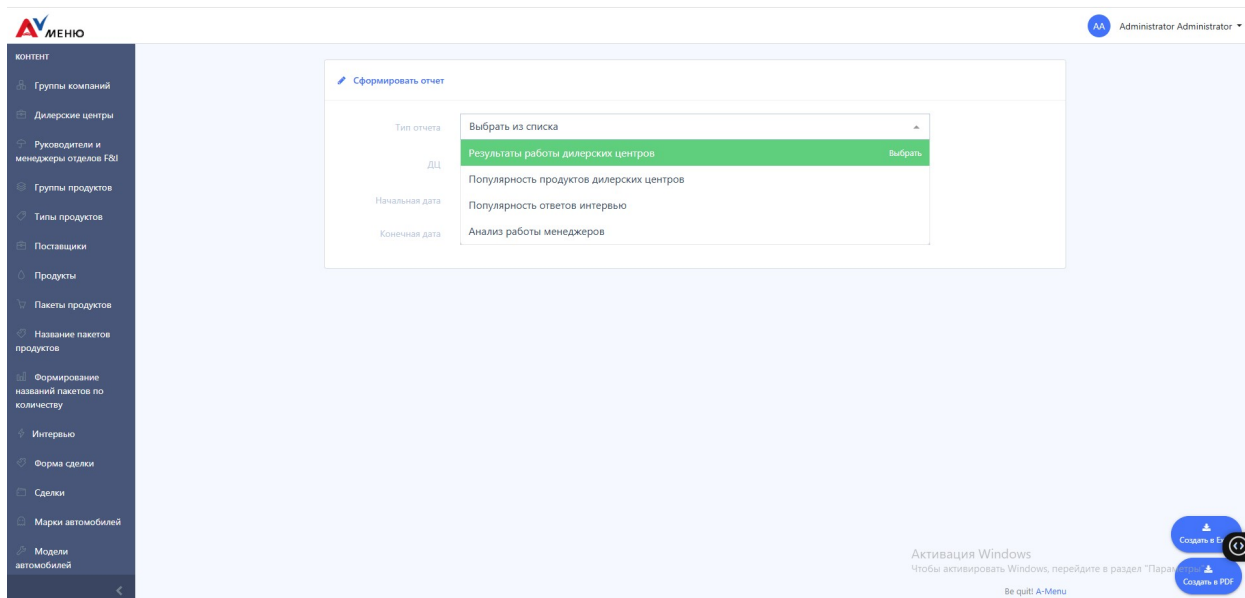 АV МЕНЮ
AA Administrator Administrator
КОНТЕНТ
Группы компаний
Дилерские центры
Руководители и
менеджеры отделов F&I
Группы продуктов
Типы продуктов
Поставщики
Продукты
Пакеты продуктов
Название пакетов
продуктов
Формирование
названий пакетов по
количеству
Интервью
Форма сделки
Сделки
Марки автомобилей
Модели
автомобилей
Сформировать отчет
Тип отчета Выбрать из списка
Результаты работы дилерских центров Выбрать
ДЦ
Популярность продуктов дилерских центров
Начальная дата
Популярность ответов интервью
Конечная дата
Анализ работы менеджеров
Создать в
Активация Windows
Чтобы активировать Windows, перейдите в раздел "Параметры".
Создать в PDF
Be quit! A-Menu